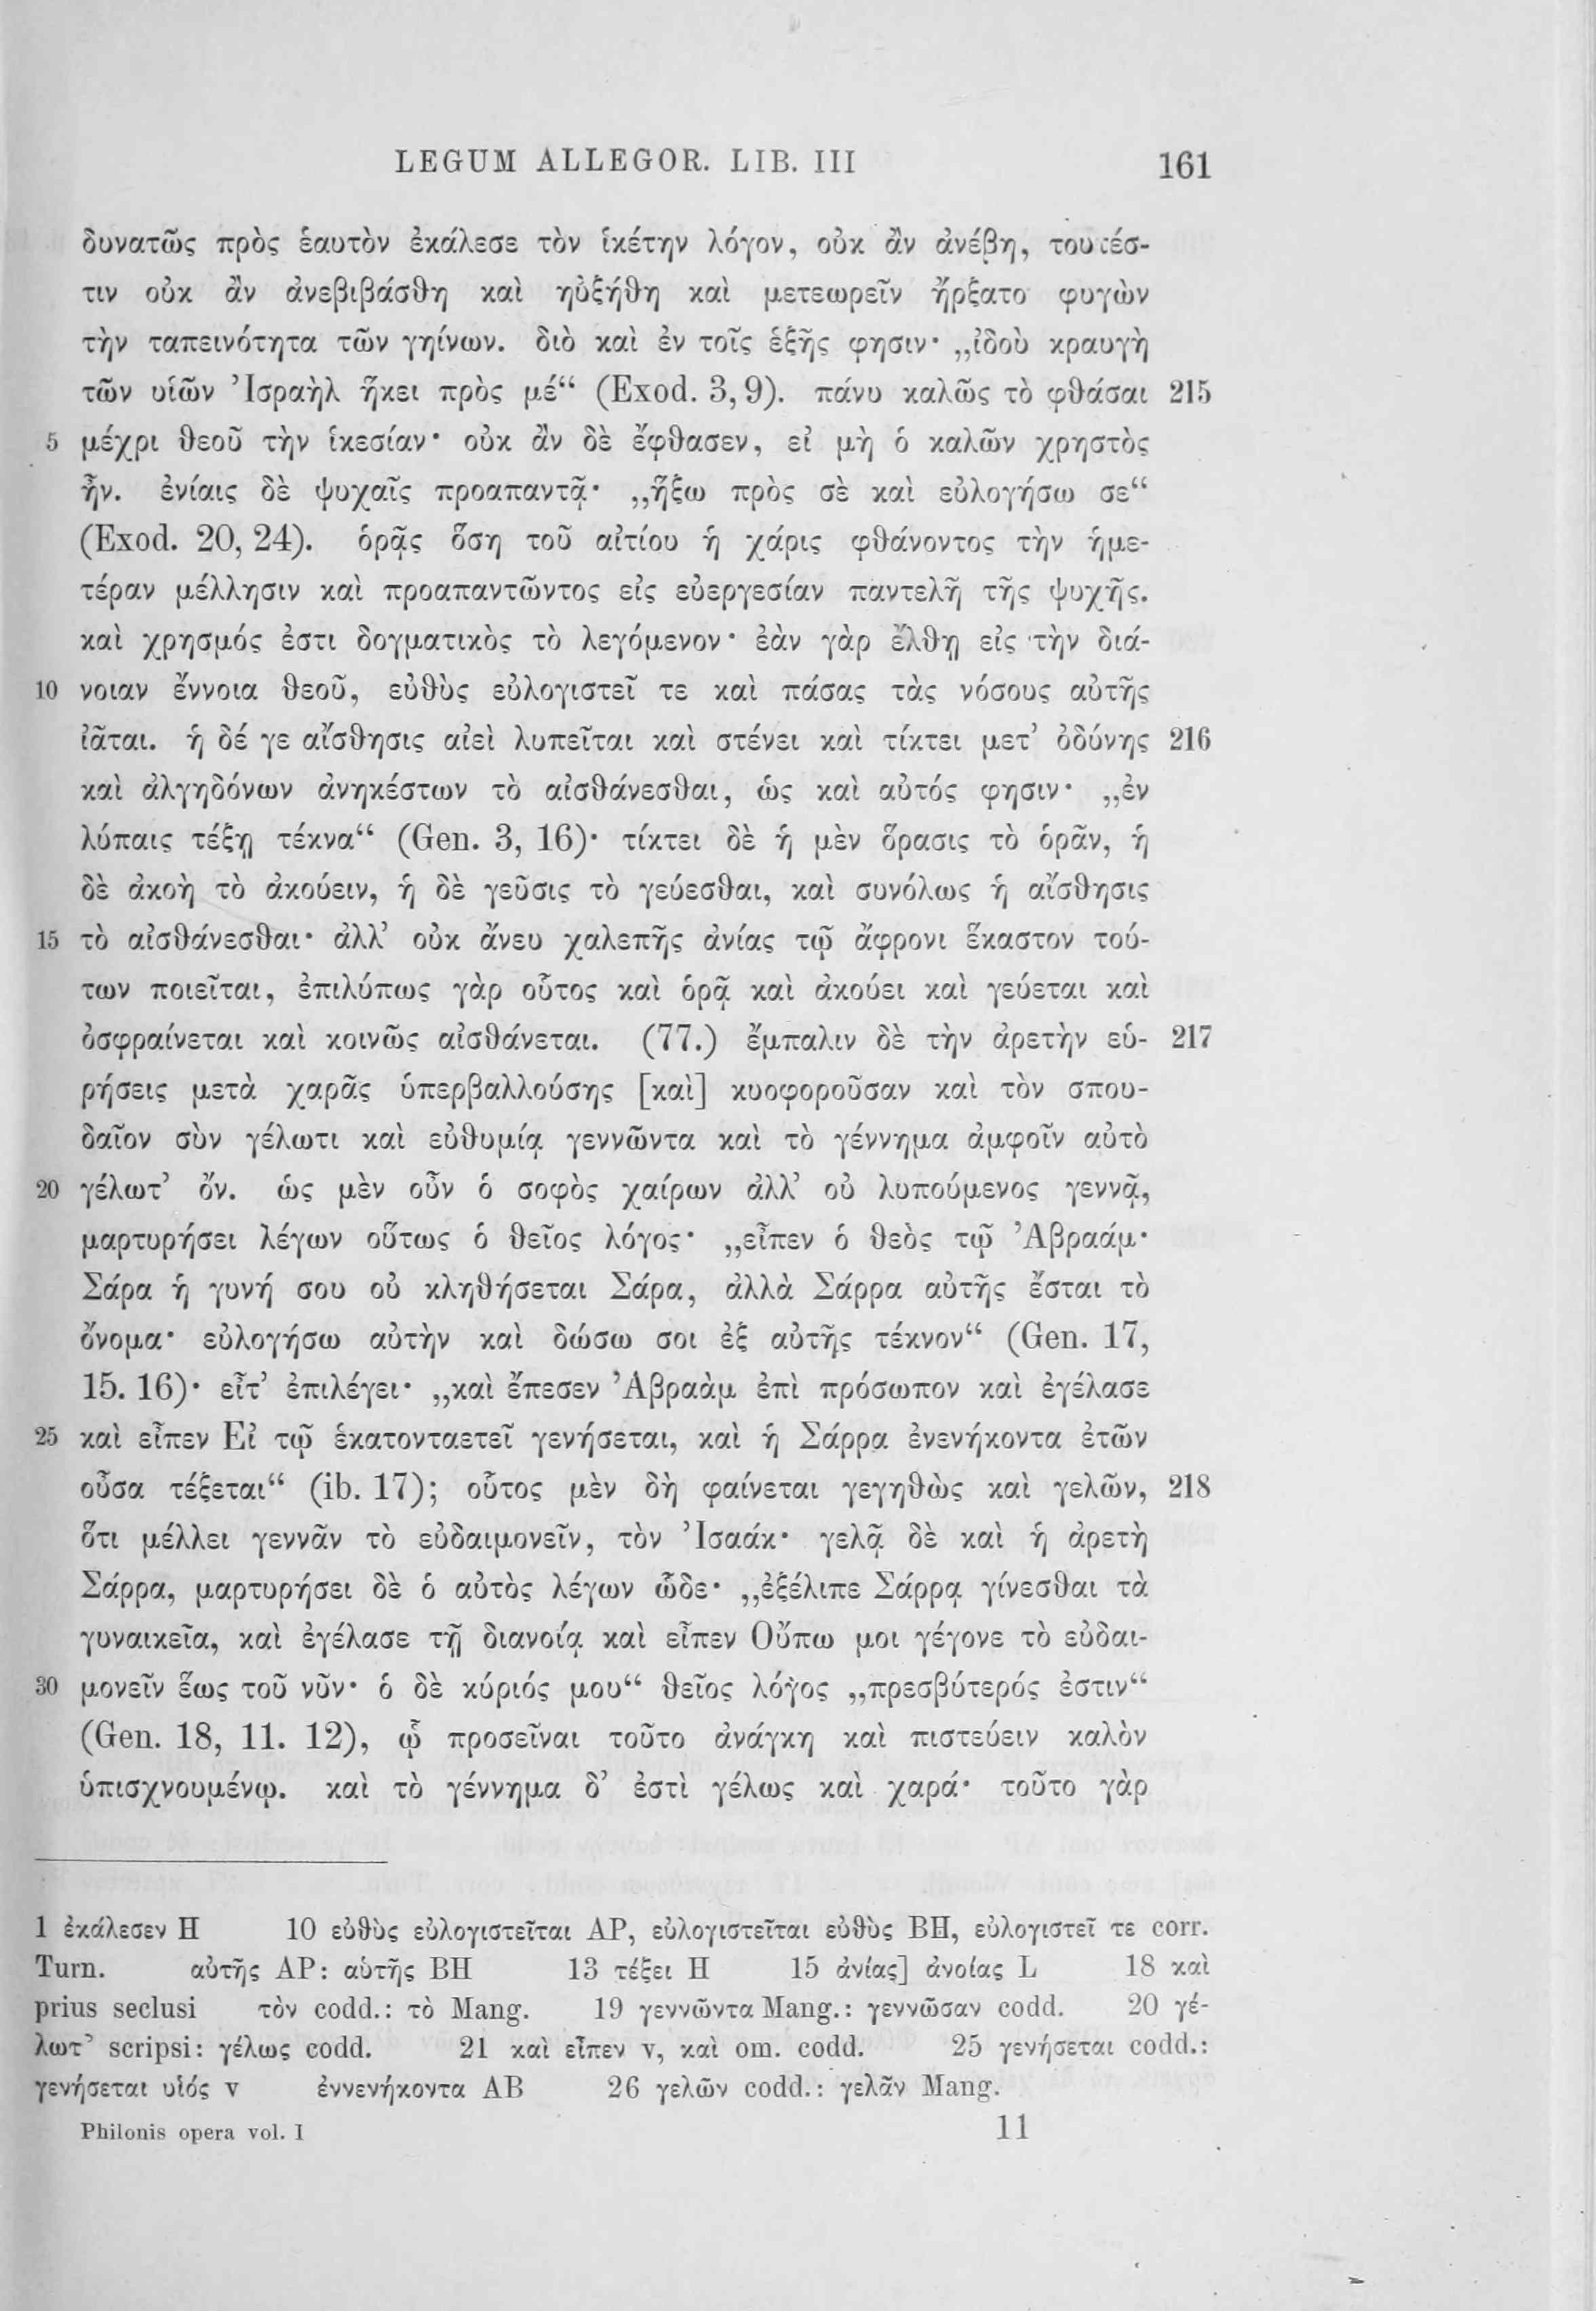 LEGUM ALLEGOR. LIB. III 161
δυνατῶς πρὸς ἑαυτὸν ἐκάλεσε τὸν ἱκέτην λόγον, οὐκ ἂν ἀνέβη, τουτέσ-
τιν οὐκ ἂν ἀνεβιβάσθη καὶ ηὐξήθη καὶ μετεωρεῖν ἤρξατο φυγὼν
τὴν ταπεινότητα τῶν γηίνων. διὸ καὶ ἐν τοῖς ἑξῆς φησιν· „ἰδοὺ κραυγὴ
τῶν υἱῶν Ἰσραὴλ ἥκει πρὸς μέ“ (Exod. 3, 9). πάνυ καλῶς τὸ φθάσαι 215
5 μέχρι θεοῦ τὴν ἱκεσίαν· οὐκ ἂν δὲ ἔφθασεν, εἰ μὴ ὁ καλῶν χρηστὸς
ἦν. ἐνίαις δὲ ψυχαῖς προαπαντᾷ· „ἥξω πρὸς σὲ καὶ εὐλογήσω σε“
(Exod. 20, 24). ὁρᾷς ὅση τοῦ αἰτίου ἡ χάρις φθάνοντος τὴν ἡμε-
τέραν μέλλησιν καὶ προαπαντῶντος εἰς εὐεργεσίαν παντελῆ τῆς ψυχῆς.
καὶ χρησμός ἐστι δογματικὸς τὸ λεγόμενον· ἐὰν γὰρ ἔλθῃ εἰς τὴν διά-
10 νοιαν ἔννοια θεοῦ, εὐθὺς εὐλογιστεῖ τε καὶ πάσας τὰς νόσους αὐτῆς
ἰᾶται. ἡ δέ γε αἴσθησις αἰεὶ λυπεῖται καὶ στένει καὶ τίκτει μετ’ ὀδύνης 216
καὶ ἀλγηδόνων ἀνηκέστων τὸ αἰσθάνεσθαι, ὡς καὶ αὐτός φησιν· „ἐν
λύπαις τέξῃ τέκνα“ (Gen. 3, 16)· τίκτει δὲ ἡ μὲν ὅρασις τὸ ὁρᾶν, ἡ
δὲ ἀκοὴ τὸ ἀκούειν, ἡ δὲ γεῦσις τὸ γεύεσθαι, καὶ συνόλως ἡ αἴσθησις
15 τὸ αἰσθάνεσθαι· ἀλλ’ οὐκ ἄνευ χαλεπῆς ἀνίας τῷ ἄφρονι ἕκαστον τού-
των ποιεῖται, ἐπιλύπως γὰρ οὗτος καὶ ὁρᾷ καὶ ἀκούει καὶ γεύεται καὶ
ὀσφραίνεται καὶ κοινῶς αἰσθάνεται. (77.) ἔμπαλιν δὲ τὴν ἀρετὴν εὑ- 217
ρήσεις μετὰ χαρᾶς ὑπερβαλλούσης [καὶ] κυοφοροῦσαν καὶ τὸν σπου-
δαῖον σὺν γέλωτι καὶ εὐθυμίᾳ γεννῶντα καὶ τὸ γέννημα ἀμφοῖν αὐτὸ
20 γέλωτ’ ὄν. ὡς μὲν οὖν ὁ σοφὸς χαίρων ἀλλ’ οὐ λυπούμενος γεννᾷ,
μαρτυρήσει λέγων οὕτως ὁ θεῖος λόγος· „εἶπεν ὁ θεὸς τῷ Ἀβραάμ·
Σάρα ἡ γυνή σου οὐ κληθήσεται Σάρα, ἀλλὰ Σάρρα αὐτῆς ἔσται τὸ
ὄνομα· εὐλογήσω αὐτὴν καὶ δώσω σοι ἐξ αὐτῆς τέκνον“ (Gen. 17,
15. 16)· εἶτ’ ἐπιλέγει· „καὶ ἔπεσεν Ἀβραὰμ ἐπὶ πρόσωπον καὶ ἐγέλασε
25 καὶ εἶπεν Εἰ τῷ ἑκατονταετεῖ γενήσεται, καὶ ἡ Σάρρα ἐνενήκοντα ἐτῶν
οὖσα τέξεται“ (ib. 17); οὗτος μὲν δὴ φαίνεται γεγηθὼς καὶ γελῶν, 218
ὅτι μέλλει γεννᾶν τὸ εὐδαιμονεῖν, τὸν Ἰσαάκ· γελᾷ δὲ καὶ ἡ ἀρετὴ
Σάρρα, μαρτυρήσει δὲ ὁ αὐτὸς λέγων ὧδε· „ἐξέλιπε Σάρρᾳ γίνεσθαι τὰ
γυναικεῖα, καὶ ἐγέλασε τῇ διανοίᾳ καὶ εἶπεν Οὔπω μοι γέγονε τὸ εὐδαι-
30 μονεῖν ἕως τοῦ νῦν· ὁ δὲ κύριός μου“ θεῖος λόγος „πρεσβύτερός ἐστιν“
(Gen. 18, 11. 12), ᾧ προσεῖναι τοῦτο ἀνάγκη καὶ πιστεύειν καλὸν
ὑπισχνουμένῳ. καὶ τὸ γέννημα δ’ ἐστὶ γέλως καὶ χαρά· τοῦτο γὰρ
1 ἐκάλεσεν H 10 εὐθὺς εὐλογιστεῖται AP, εὐλογιστεῖται εὐθὺς BH, εὐλογιστεῖ τε corr.
Turn. αὐτῆς AP: αὑτῆς BH 13 τέξει H 15 ἀνίας] ἀνοίας L 18 καὶ
prius seclusi τὸν codd.: τὸ Mang. 19 γεννῶντα Mang.: γεννῶσαν codd. 20 γέ-
λωτ’ scripsi: γέλως codd. 21 καὶ εἶπεν v, καὶ om. codd. 25 γενήσεται codd.:
γενήσεται υἱός v ἐννενήκοντα AB 26 γελῶν codd.: γελᾶν Mang.
Philonis opera vol. I 11